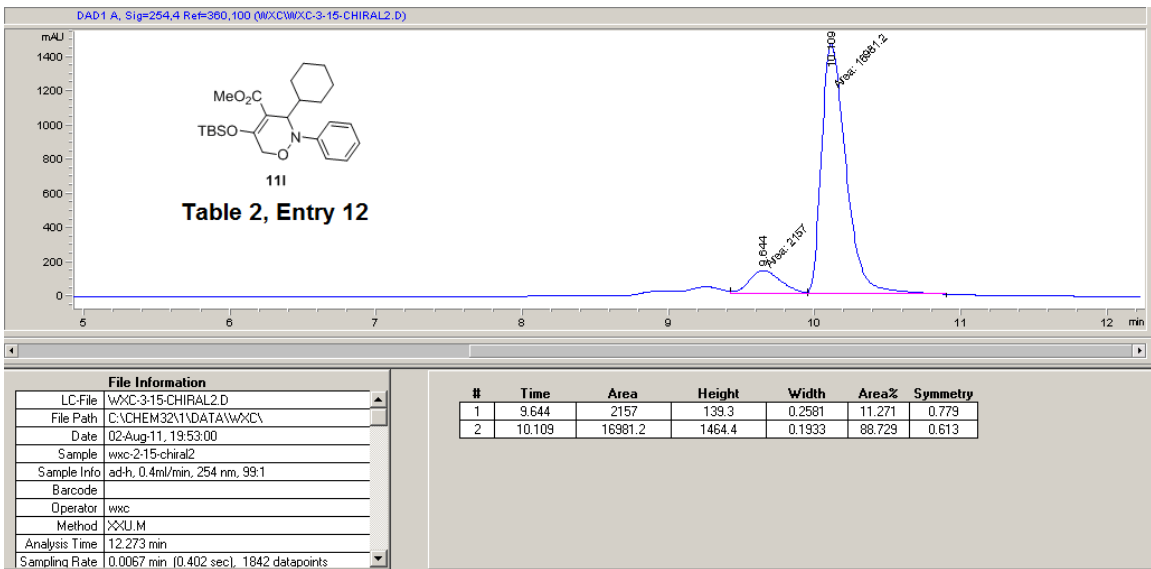 DAD1 A, Sig=254,4 Ref=360,100 (WXC\WXC-3-15-CHIRAL2.D)
mAU
1400
1200
1000
800
600
400
200
0
MeO2C
TBSO
N
O
11l
Table 2, Entry 12
9.644
Area: 2157
10.109
Area: 16981.2
5 6 7 8 9 10 11 12 min
File Information
LC-File WXC-3-15-CHIRAL2.D
File Path C:\CHEM32\1\DATA\WXC\
Date 02-Aug-11, 19:53:00
Sample wxc-2-15-chiral2
Sample Info ad-h, 0.4ml/min, 254 nm, 99:1
Barcode
Operator wxc
Method XXU.M
Analysis Time 12.273 min
Sampling Rate 0.0067 min (0.402 sec), 1842 datapoints
# Time Area Height Width Area% Symmetry
1 9.644 2157 139.3 0.2581 11.271 0.779
2 10.109 16981.2 1464.4 0.1933 88.729 0.613